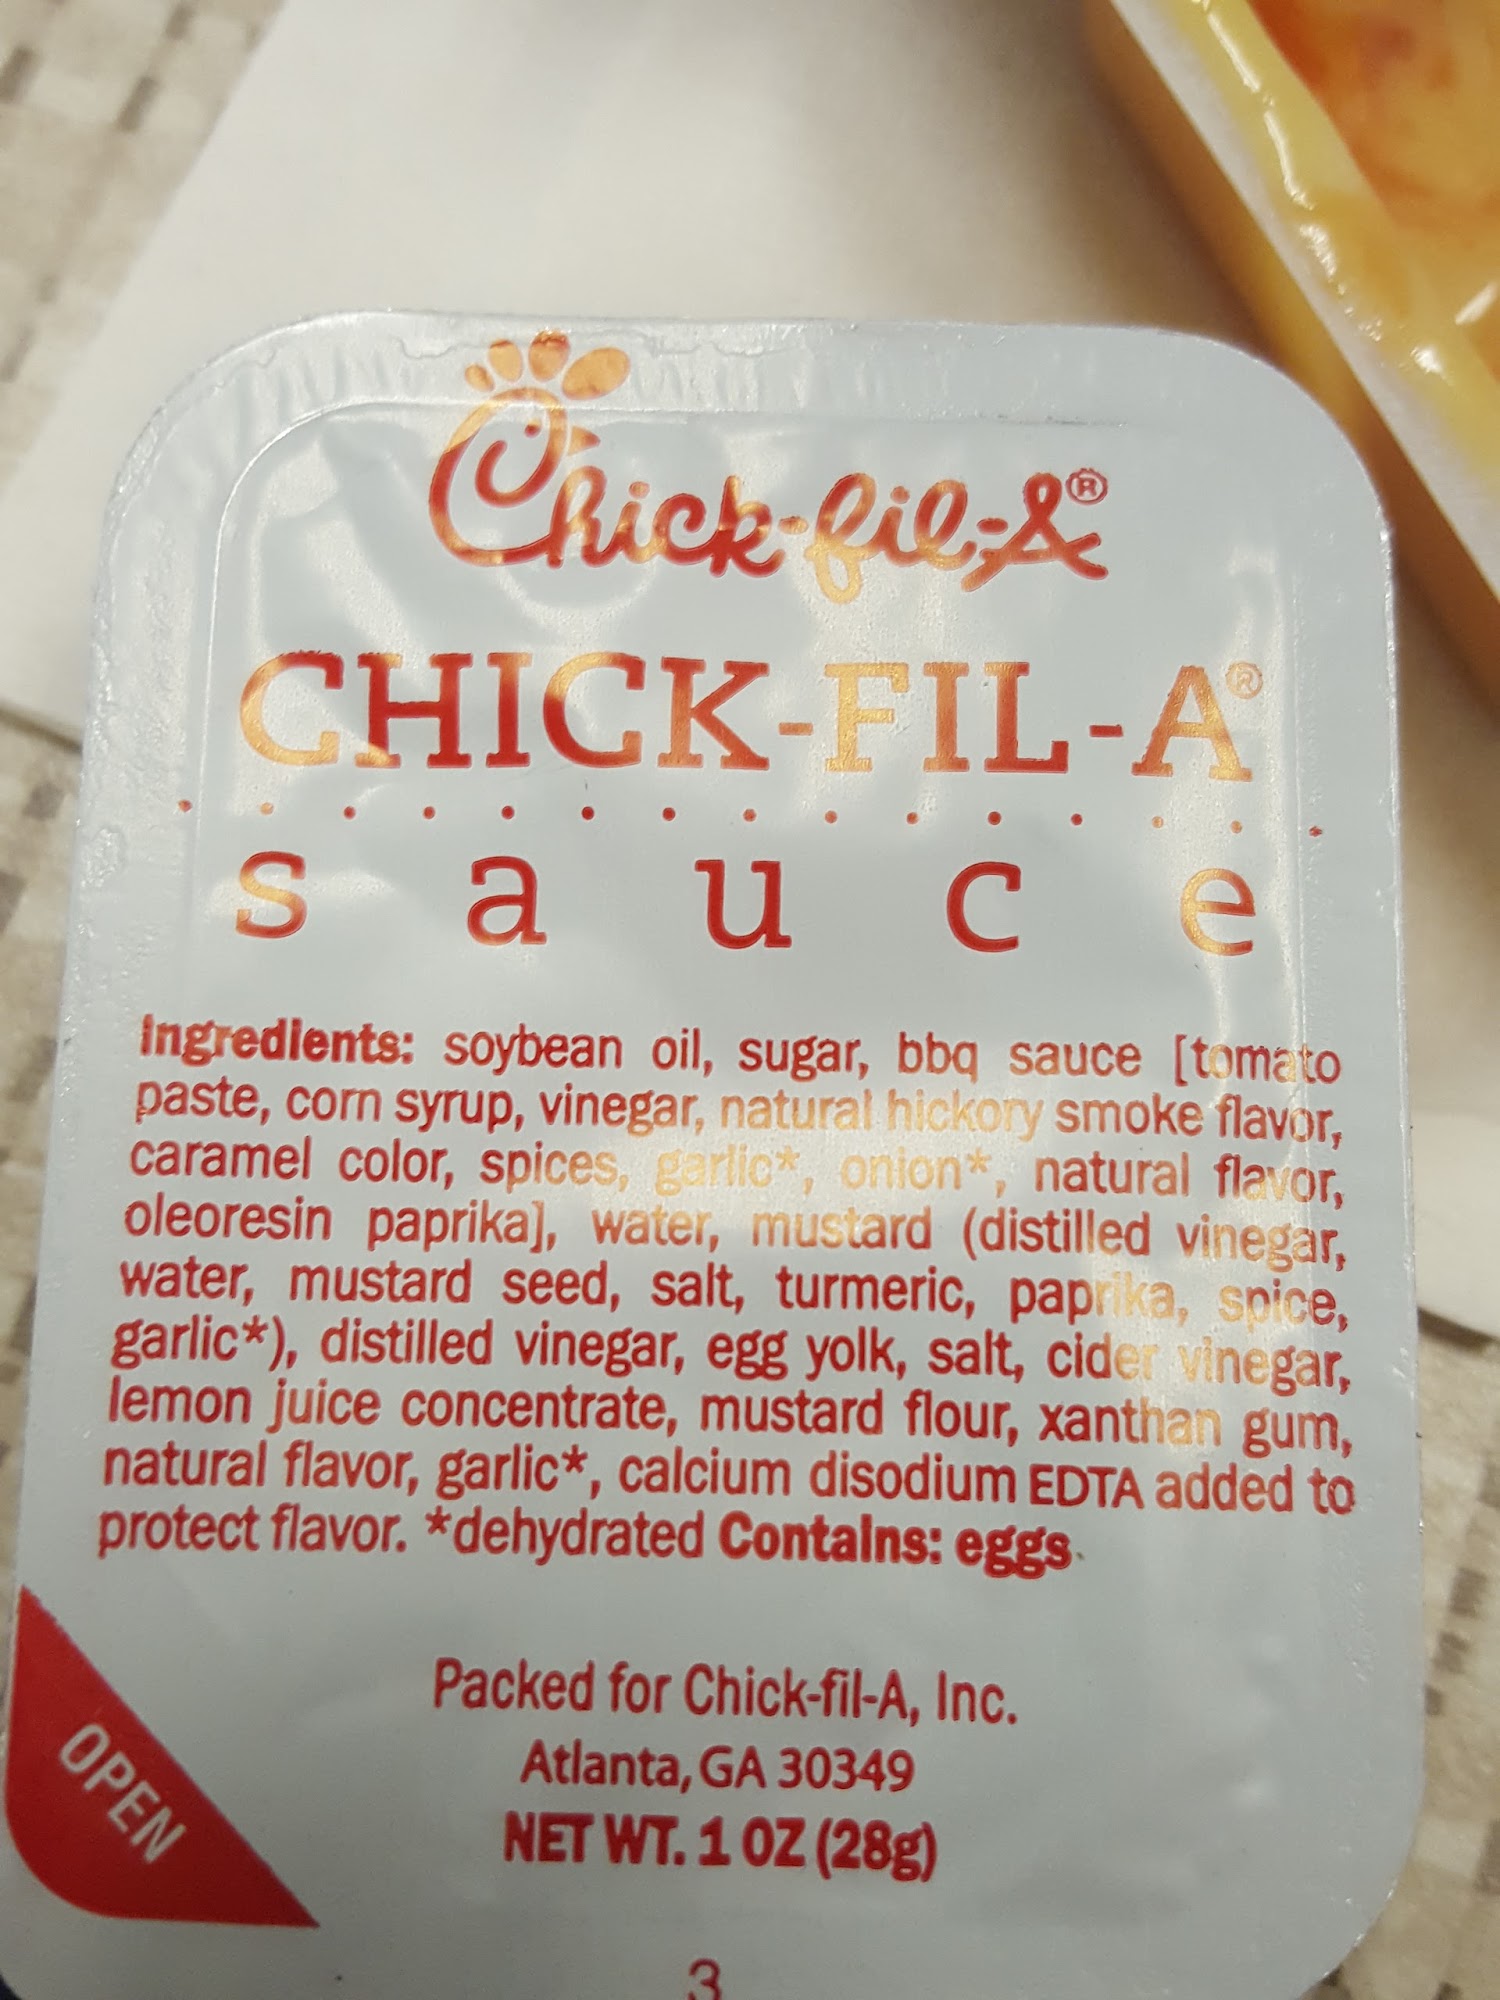 Chick-fil-A®
CHICK-FIL-A®
sauce
Ingredients: soybean oil, sugar, bbq sauce [tomato
paste, corn syrup, vinegar, natural hickory smoke flavor,
caramel color, spices, garlic*, onion*, natural flavor,
oleoresin paprika], water, mustard (distilled vinegar,
water, mustard seed, salt, turmeric, paprika, spice,
garlic*), distilled vinegar, egg yolk, salt, cider vinegar,
lemon juice concentrate, mustard flour, xanthan gum,
natural flavor, garlic*, calcium disodium EDTA added to
protect flavor. *dehydrated Contains: eggs.
Packed for Chick-fil-A, Inc.
Atlanta, GA 30349
NET WT. 1 OZ (28g)
OPEN
3